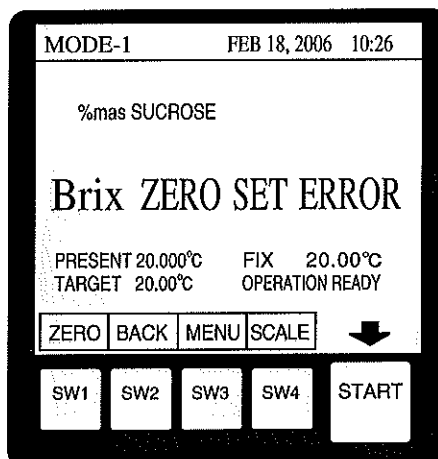 MODE-1 FEB 18, 2006 10:26
%mas SUCROSE
Brix ZERO SET ERROR
PRESENT 20.000°C FIX 20.00°C
TARGET 20.00°C OPERATION READY
ZERO BACK MENU SCALE
SW1 SW2 SW3 SW4 START